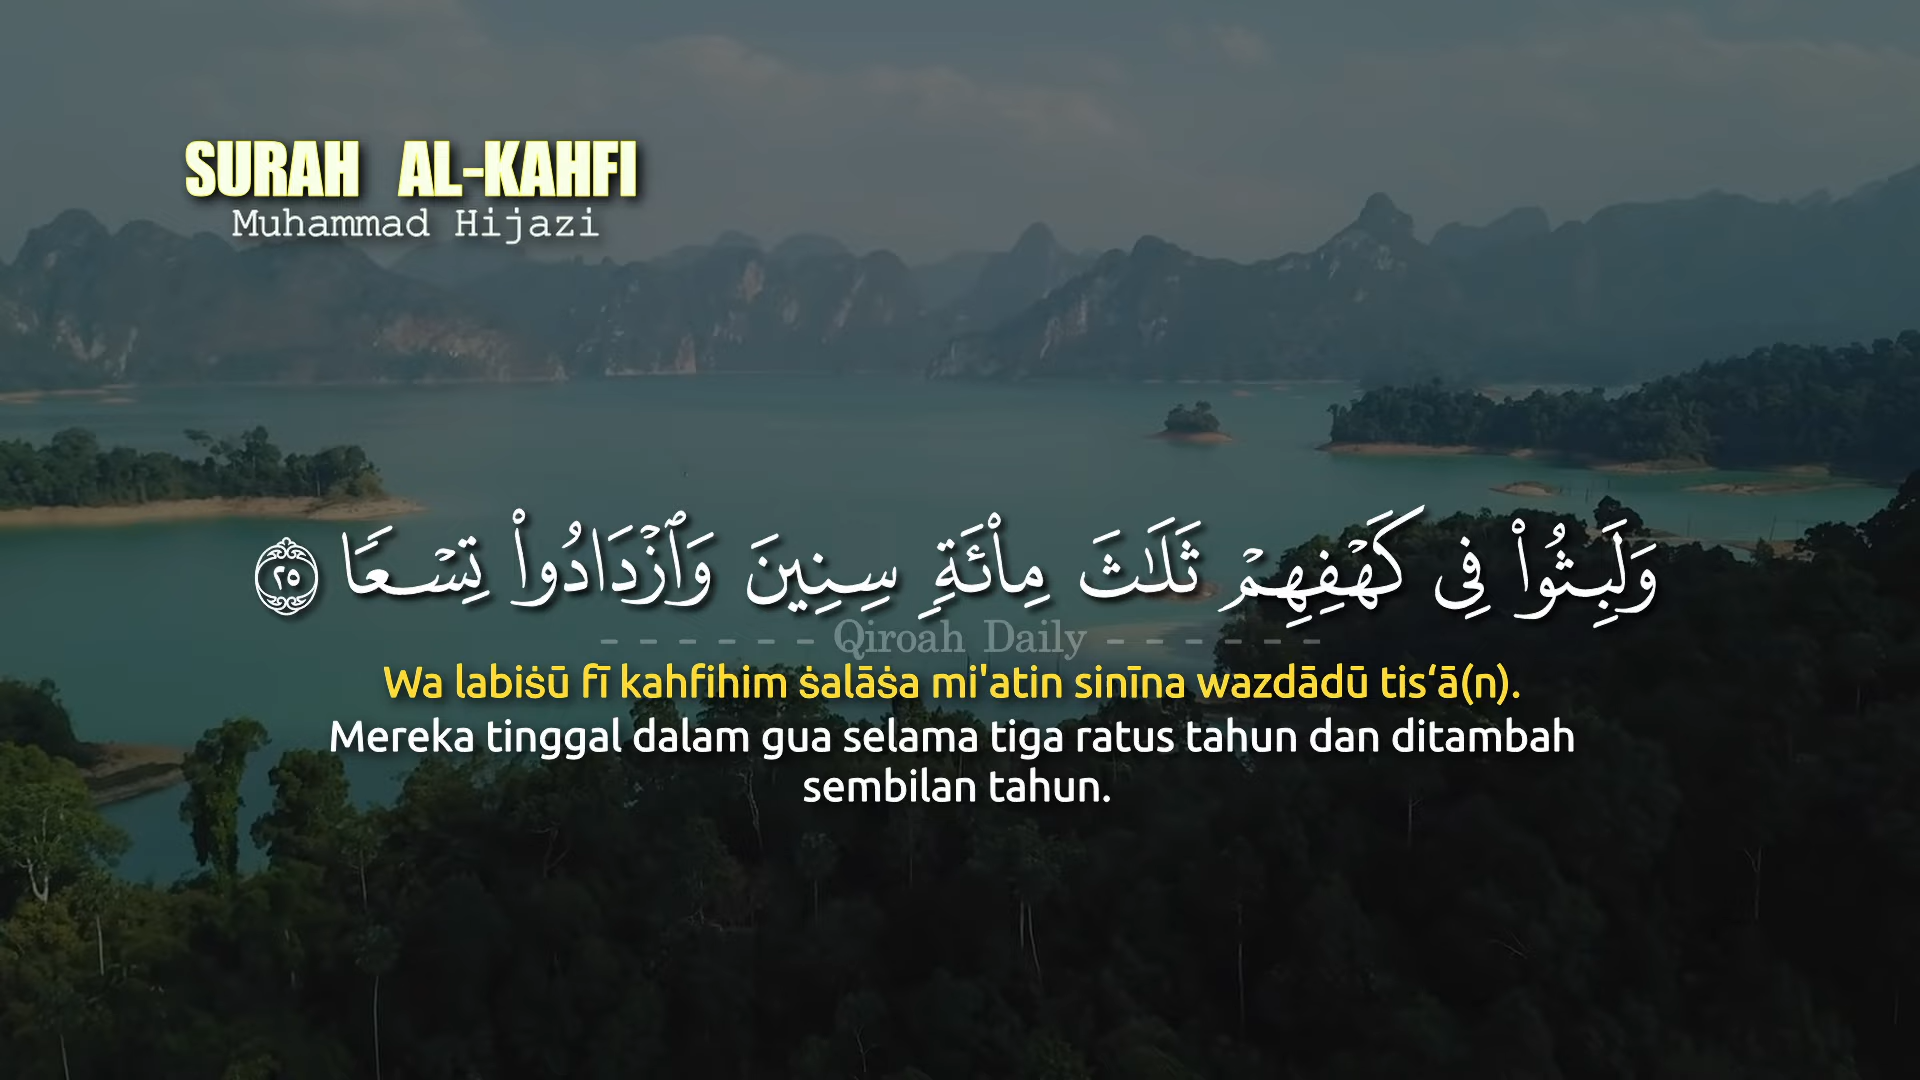 SURAH AL-KAHFI
Muhammad Hijazi
وَلَبِثُوا۟ فِى كَهْفِهِمْ ثَلَـٰثَ مِا۟ئَةٍ سِنِينَ وَٱزْدَادُوا۟ تِسْعًا ٢٥
- - - - - - Qiroah Daily - - - - - -
Wa labiṡū fī kahfihim ṡalāṡa mi'atin sinīna wazdādū tis‘ā(n).
Mereka tinggal dalam gua selama tiga ratus tahun dan ditambah
sembilan tahun.